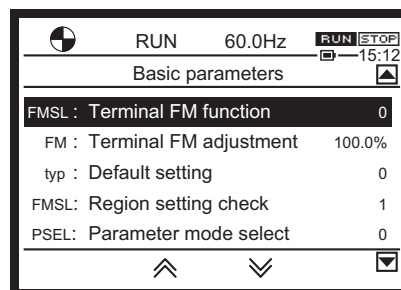 RUN 60.0Hz RUN STOP
15:12
Basic parameters
FMSL : Terminal FM function 0
FM : Terminal FM adjustment 100.0%
typ : Default setting 0
FMSL: Region setting check 1
PSEL: Parameter mode select 0